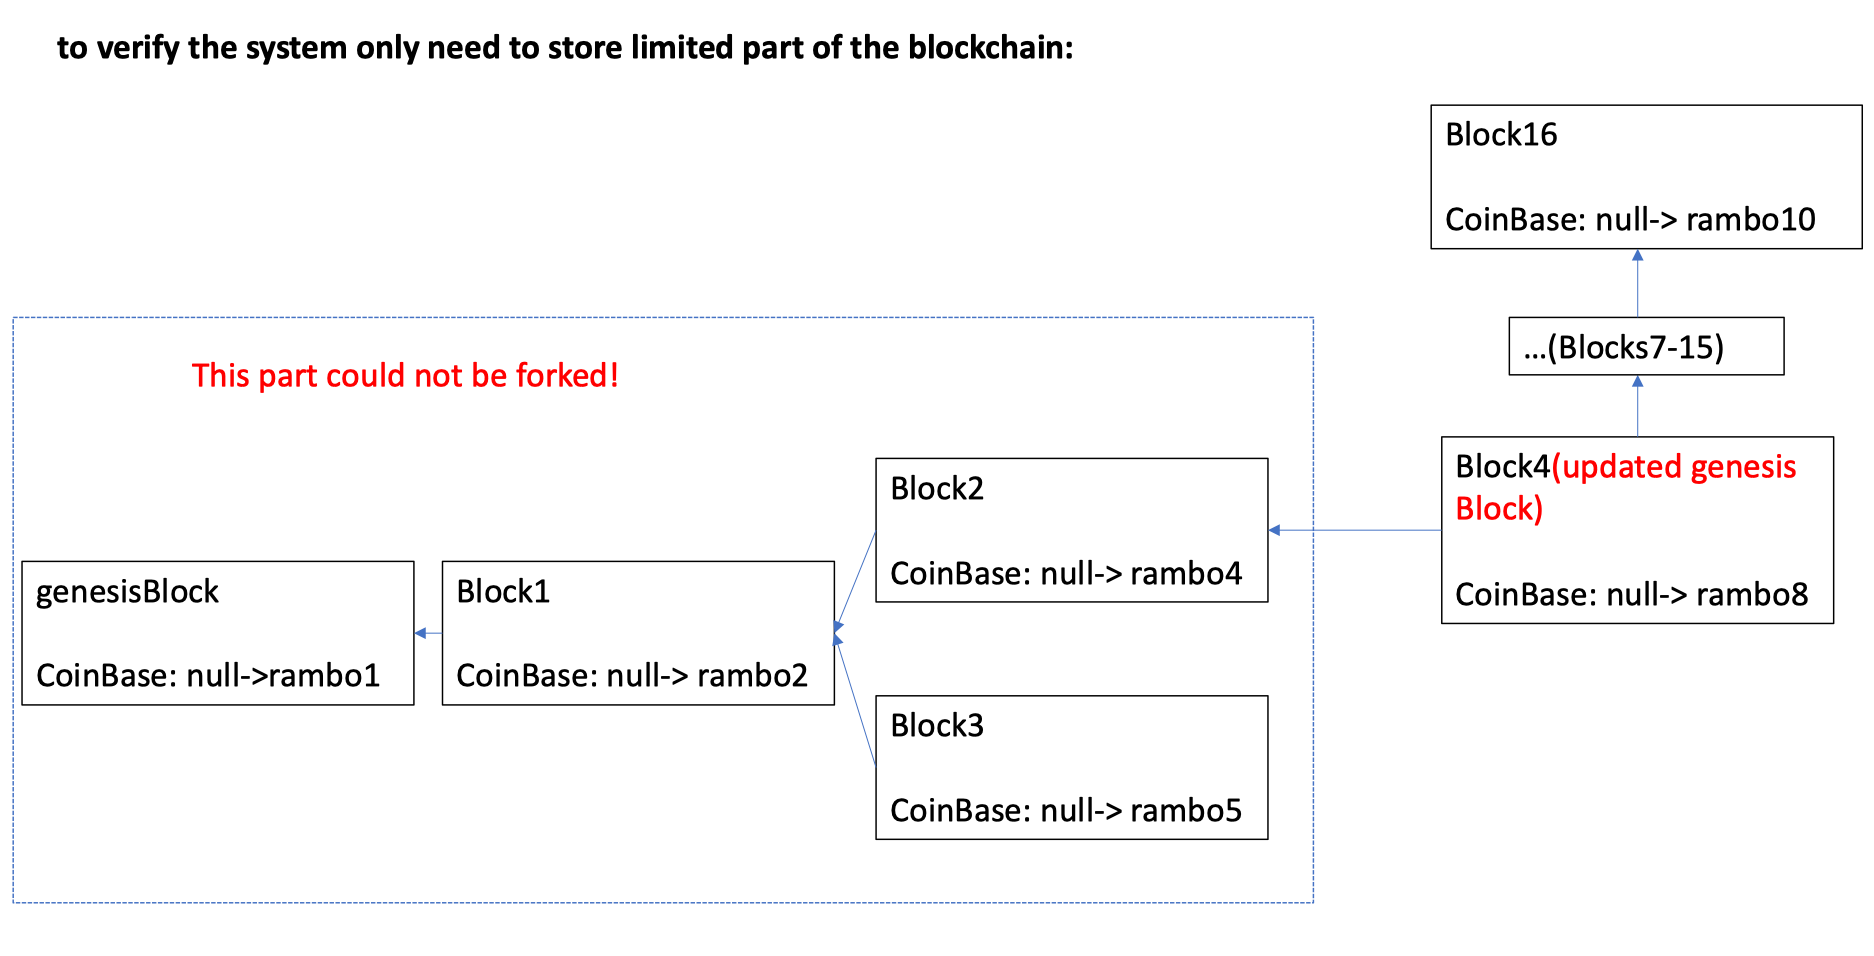 to verify the system only need to store limited part of the blockchain:
Block16
CoinBase: null-> rambo10
...(Blocks7-15)
This part could not be forked!
Block4(updated genesis
Block)
CoinBase: null-> rambo8
Block2
CoinBase: null-> rambo4
genesisBlock
CoinBase: null->rambo1
Block1
CoinBase: null-> rambo2
Block3
CoinBase: null-> rambo5